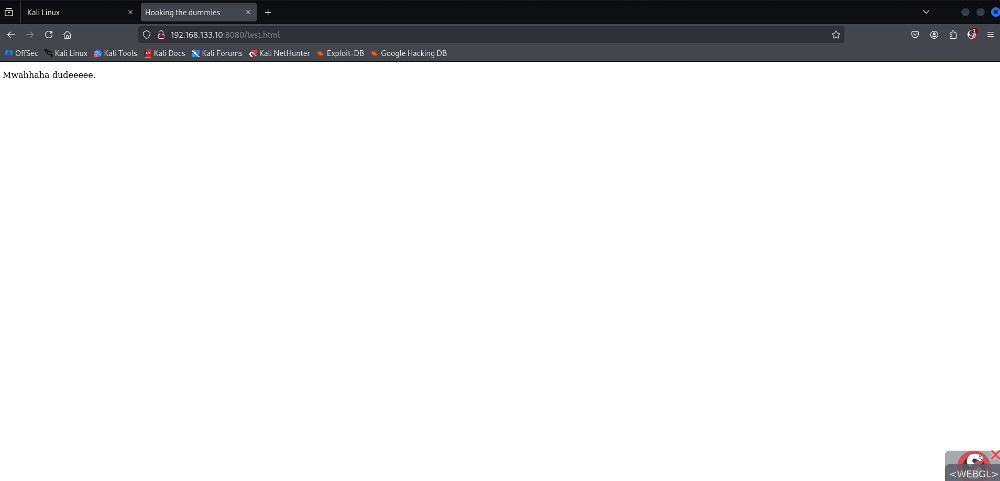 Kali Linux
Hooking the dummies
192.168.133.10:8080/test.html
1
OffSec
Kali Linux
Kali Tools
Kali Docs
Kali Forums
Kali NetHunter
Exploit-DB
Google Hacking DB
Mwahhaha dudeeeee.
<WEBGL>